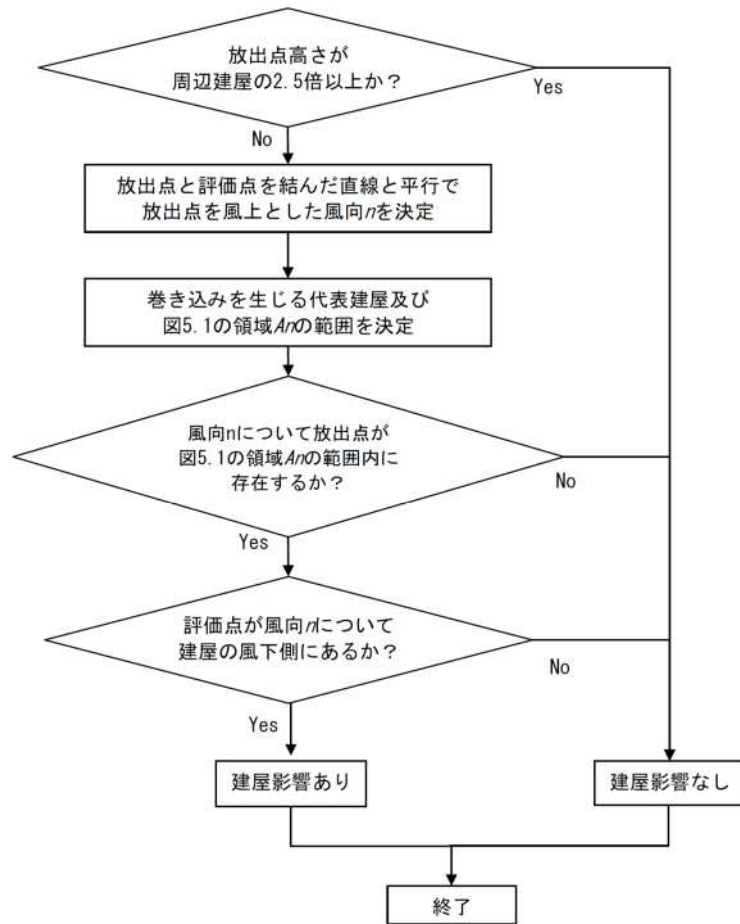 放出点高さが
周辺建屋の2.5倍以上か？
Yes
No
放出点と評価点を結んだ直線と平行で
放出点を風上とした風向nを決定
巻き込みを生じる代表建屋及び
図5.1の領域Anの範囲を決定
風向nについて放出点が
図5.1の領域Anの範囲内に
存在するか？
No
Yes
評価点が風向nについて
建屋の風下側にあるか？
No
Yes
建屋影響あり
建屋影響なし
終了